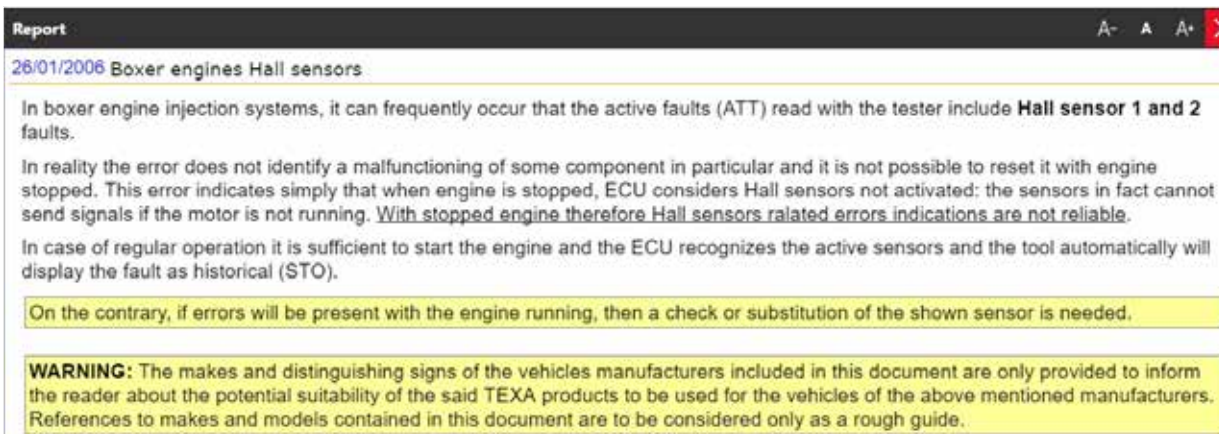 Report
A- A A+
26/01/2006 Boxer engines Hall sensors
In boxer engine injection systems, it can frequently occur that the active faults (ATT) read with the tester include Hall sensor 1 and 2
faults.
In reality the error does not identify a malfunctioning of some component in particular and it is not possible to reset it with engine
stopped. This error indicates simply that when engine is stopped, ECU considers Hall sensors not activated: the sensors in fact cannot
send signals if the motor is not running. With stopped engine therefore Hall sensors ralated errors indications are not reliable.
In case of regular operation it is sufficient to start the engine and the ECU recognizes the active sensors and the tool automatically will
display the fault as historical (STO).
On the contrary, if errors will be present with the engine running, then a check or substitution of the shown sensor is needed.
WARNING: The makes and distinguishing signs of the vehicles manufacturers included in this document are only provided to inform
the reader about the potential suitability of the said TEXA products to be used for the vehicles of the above mentioned manufacturers.
References to makes and models contained in this document are to be considered only as a rough guide.